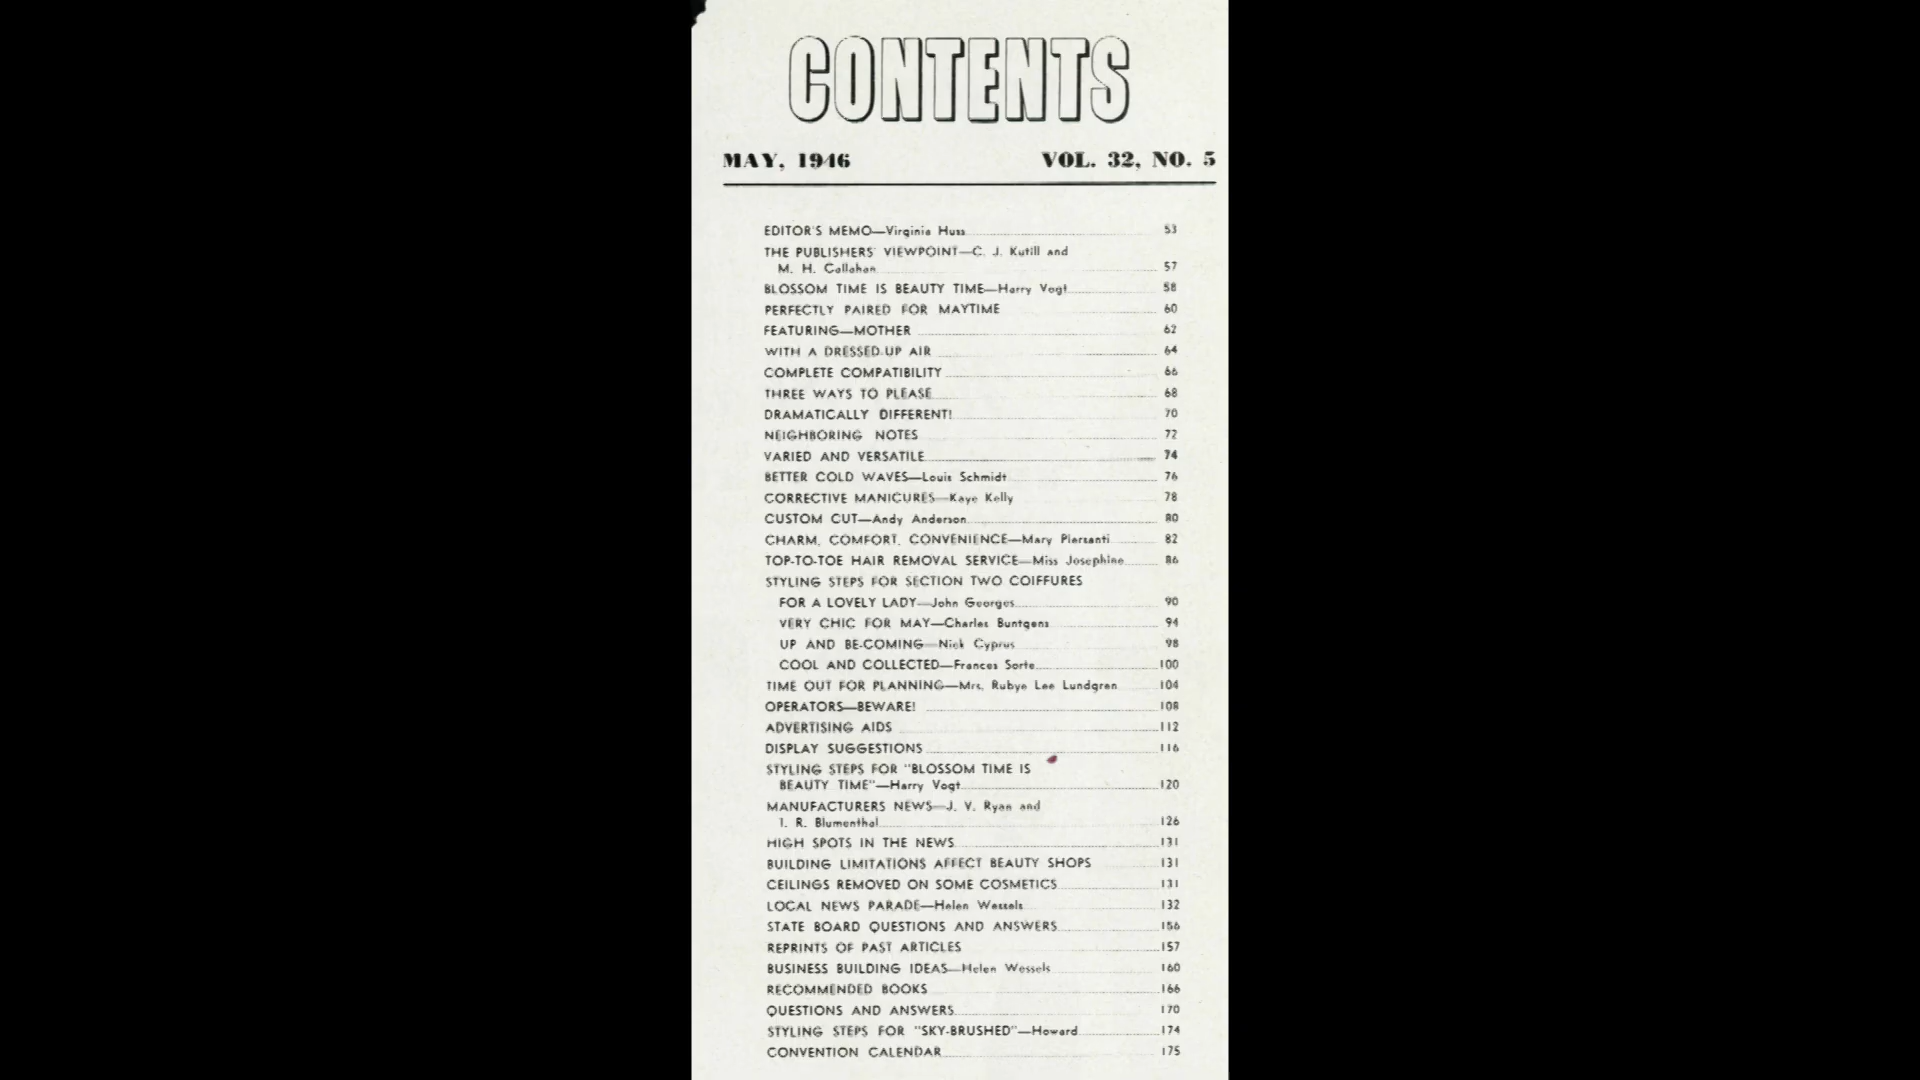 CONTENTS
MAY, 1946 VOL. 32, NO. 5
EDITOR'S MEMO—Virginia Huss 53
THE PUBLISHERS' VIEWPOINT—C. J. Kutill and
M. H. Callahan 57
BLOSSOM TIME IS BEAUTY TIME—Harry Vogt 58
PERFECTLY PAIRED FOR MAYTIME 60
FEATURING—MOTHER 62
WITH A DRESSED-UP AIR 64
COMPLETE COMPATIBILITY 66
THREE WAYS TO PLEASE 68
DRAMATICALLY DIFFERENT! 70
NEIGHBORING NOTES 72
VARIED AND VERSATILE 74
BETTER COLD WAVES—Louis Schmidt 76
CORRECTIVE MANICURES—Kaye Kelly 78
CUSTOM CUT—Andy Anderson 80
CHARM, COMFORT, CONVENIENCE—Mary Piersanti 82
TOP-TO-TOE HAIR REMOVAL SERVICE—Miss Josephine 86
STYLING STEPS FOR SECTION TWO COIFFURES
FOR A LOVELY LADY—John Georges 90
VERY CHIC FOR MAY—Charles Buntgens 94
UP AND BE-COMING—Nick Cyprus 98
COOL AND COLLECTED—Frances Sorte 100
TIME OUT FOR PLANNING—Mrs. Rubye Lee Lundgren 104
OPERATORS—BEWARE! 108
ADVERTISING AIDS 112
DISPLAY SUGGESTIONS 116
STYLING STEPS FOR "BLOSSOM TIME IS
BEAUTY TIME"—Harry Vogt 120
MANUFACTURERS NEWS—J. V. Ryan and
I. R. Blumenthal 126
HIGH SPOTS IN THE NEWS 131
BUILDING LIMITATIONS AFFECT BEAUTY SHOPS 131
CEILINGS REMOVED ON SOME COSMETICS 131
LOCAL NEWS PARADE—Helen Wessels 132
STATE BOARD QUESTIONS AND ANSWERS 156
REPRINTS OF PAST ARTICLES 157
BUSINESS BUILDING IDEAS—Helen Wessels 160
RECOMMENDED BOOKS 166
QUESTIONS AND ANSWERS 170
STYLING STEPS FOR "SKY-BRUSHED"—Howard 174
CONVENTION CALENDAR 175